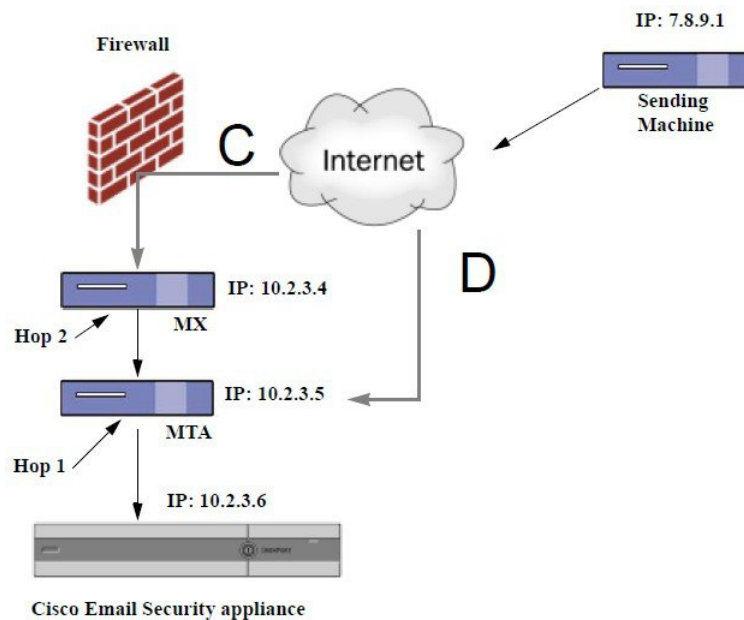 IP: 7.8.9.1
Firewall
Sending
Machine
C
Internet
D
IP: 10.2.3.4
MX
Hop 2
IP: 10.2.3.5
MTA
Hop 1
IP: 10.2.3.6
Cisco Email Security appliance